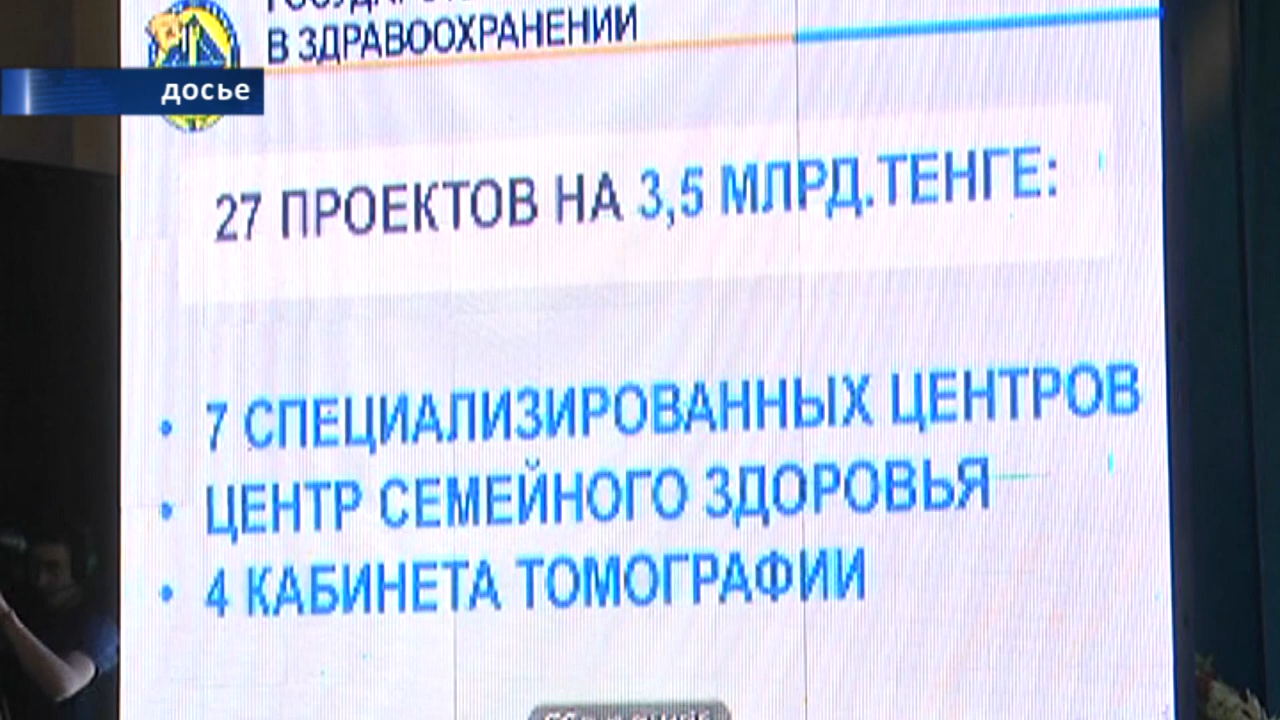 В ЗДРАВООХРАНЕНИИ
досье
27 ПРОЕКТОВ НА 3,5 МЛРД.ТЕНГЕ:
• 7 СПЕЦИАЛИЗИРОВАННЫХ ЦЕНТРОВ
• ЦЕНТР СЕМЕЙНОГО ЗДОРОВЬЯ
• 4 КАБИНЕТА ТОМОГРАФИИ